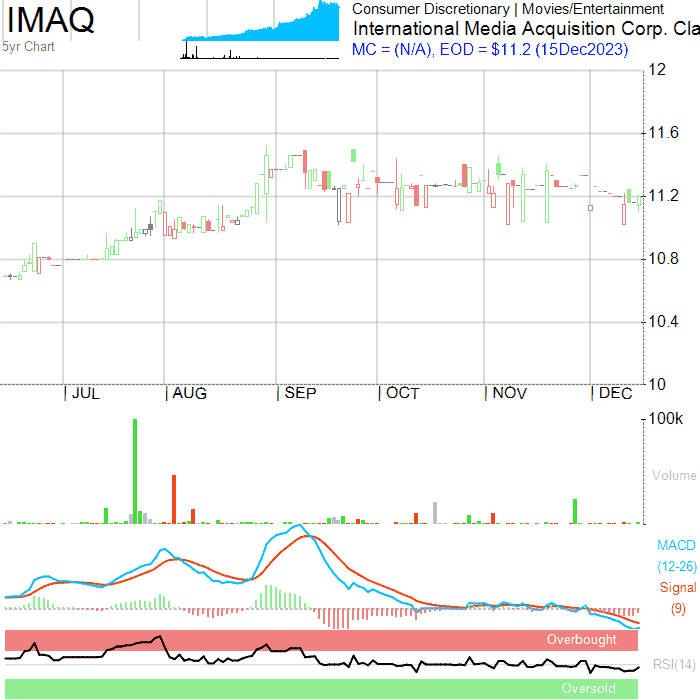 IMAQ
5yr Chart
Consumer Discretionary | Movies/Entertainment
International Media Acquisition Corp. Cla
MC = (N/A), EOD = $11.2 (15Dec2023)
12
11.6
11.2
10.8
10.4
10
| JUL | AUG | SEP | OCT | NOV | DEC
100k
Volume
MACD
(12-26)
Signal
(9)
Overbought
RSI(14)
Oversold